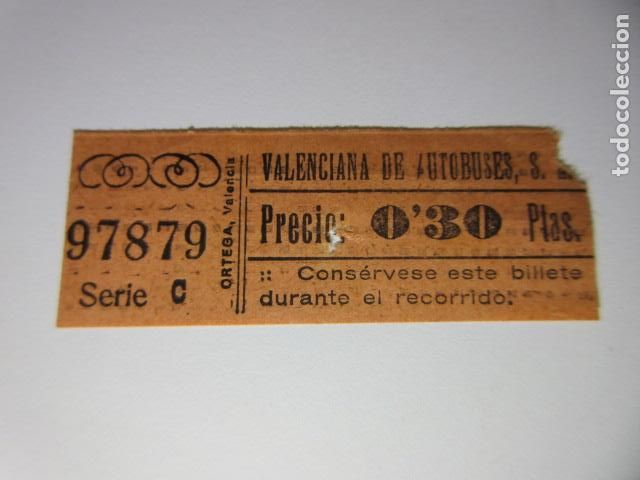 97879
Serie C
ORTEGA, Valencia
VALENCIANA DE AUTOBUSES, S.
Precio: 0'30 Ptas.
:: Consérvese este billete
durante el recorrido.
todocoleccion